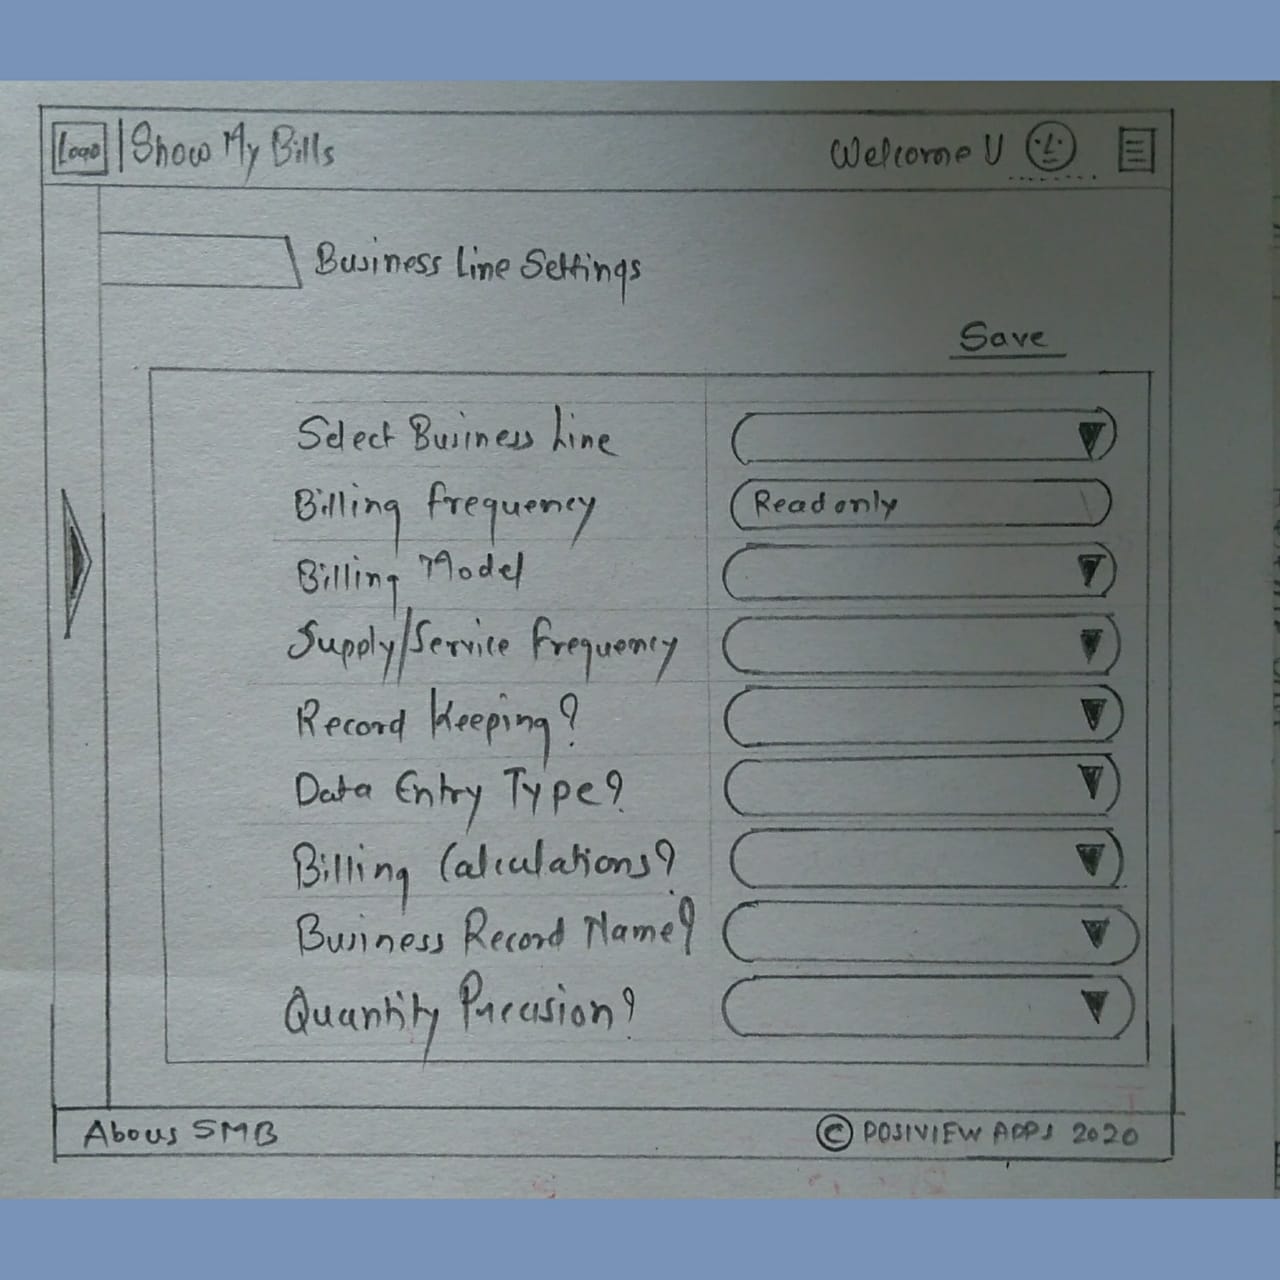 Logo | Show My Bills
Welcome U
Business Line Settings
Save
Select Business Line
Billing Frequency
Read only
Billing Model
Supply/Service Frequency
Record Keeping?
Data Entry Type?
Billing Calculations?
Business Record Name?
Quantity Precision?
About SMB
© POSIVIEW APPS 2020